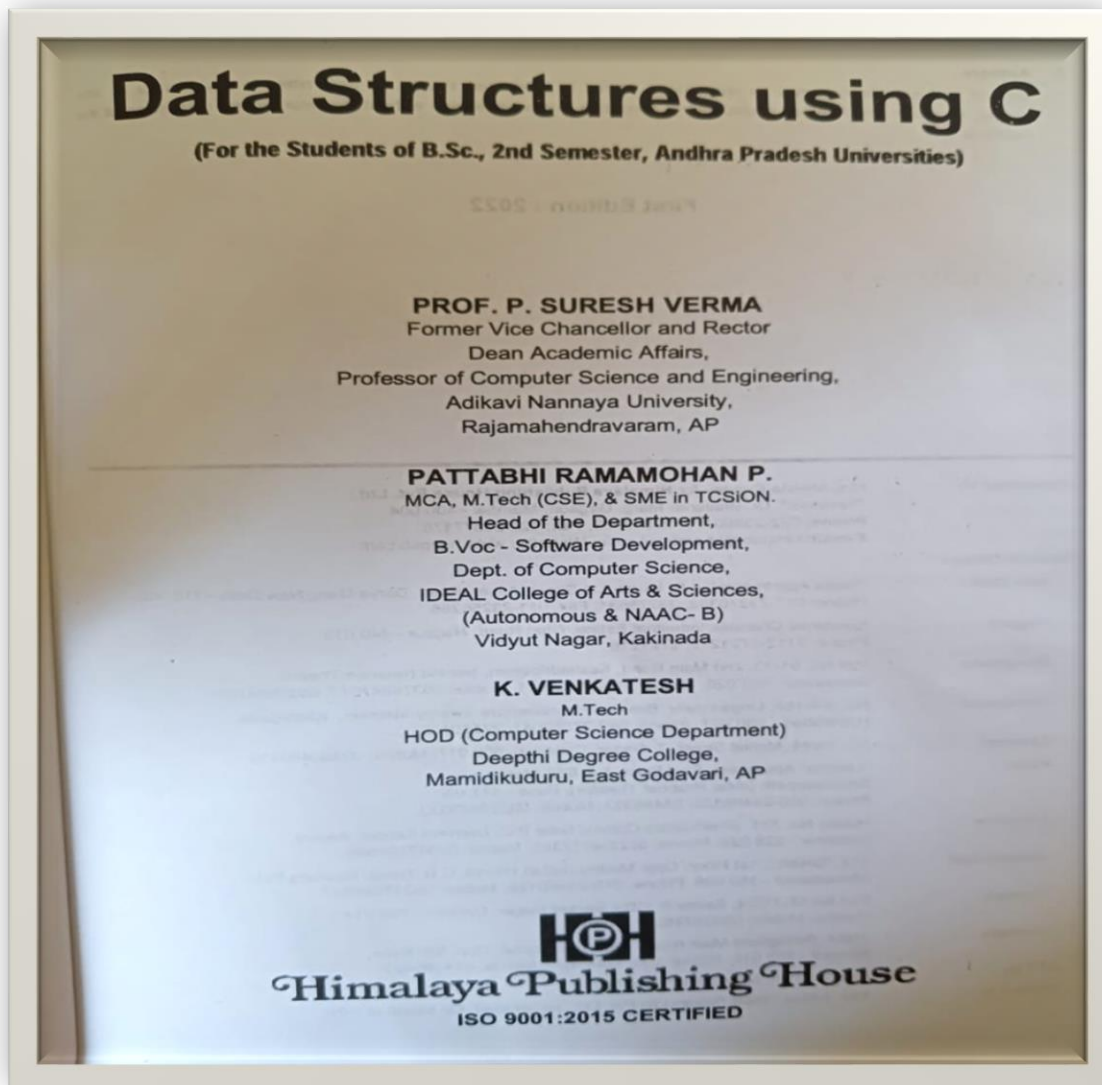 Data Structures using C
(For the Students of B.Sc., 2nd Semester, Andhra Pradesh Universities)
First Edition - 2022
PROF. P. SURESH VERMA
Former Vice Chancellor and Rector
Dean Academic Affairs,
Professor of Computer Science and Engineering,
Adikavi Nannaya University,
Rajamahendravaram, AP
PATTABHI RAMAMOHAN P.
MCA, M.Tech (CSE), & SME in TCSiON.
Head of the Department,
B.Voc - Software Development,
Dept. of Computer Science,
IDEAL College of Arts & Sciences,
(Autonomous & NAAC- B)
Vidyut Nagar, Kakinada
K. VENKATESH
M.Tech
HOD (Computer Science Department)
Deepthi Degree College,
Mamidikuduru, East Godavari, AP
HPH
Himalaya Publishing House
ISO 9001:2015 CERTIFIED